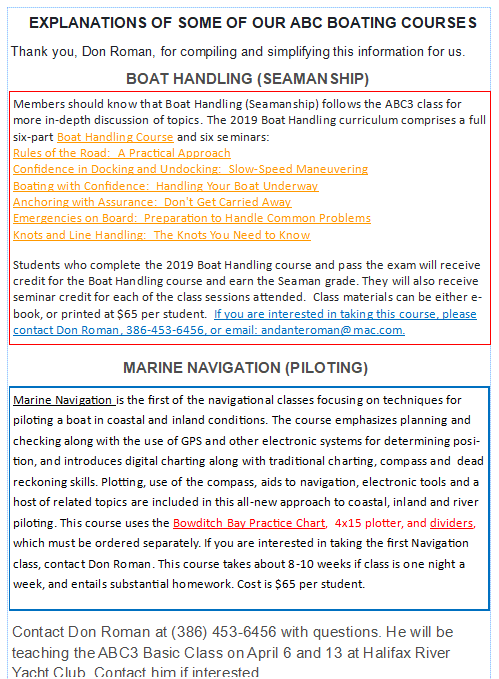 EXPLANATIONS OF SOME OF OUR ABC BOATING COURSES
Thank you, Don Roman, for compiling and simplifying this information for us.
BOAT HANDLING (SEAMANSHIP)
Members should know that Boat Handling (Seamanship) follows the ABC3 class for
more in-depth discussion of topics. The 2019 Boat Handling curriculum comprises a full
six-part Boat Handling Course and six seminars:
Rules of the Road:  A Practical Approach
Confidence in Docking and Undocking:  Slow-Speed Maneuvering
Boating with Confidence:  Handling Your Boat Underway
Anchoring with Assurance:  Don't Get Carried Away
Emergencies on Board:  Preparation to Handle Common Problems
Knots and Line Handling:  The Knots You Need to Know
Students who complete the 2019 Boat Handling course and pass the exam will receive
credit for the Boat Handling course and earn the Seaman grade. They will also receive
seminar credit for each of the class sessions attended.  Class materials can be either e-
book, or printed at $65 per student.  If you are interested in taking this course, please
contact Don Roman, 386-453-6456, or email: andanteroman@mac.com.
MARINE NAVIGATION (PILOTING)
Marine Navigation is the first of the navigational classes focusing on techniques for
piloting a boat in coastal and inland conditions. The course emphasizes planning and
checking along with the use of GPS and other electronic systems for determining posi-
tion, and introduces digital charting along with traditional charting, compass and  dead
reckoning skills. Plotting, use of the compass, aids to navigation, electronic tools and a
host of related topics are included in this all-new approach to coastal, inland and river
piloting. This course uses the Bowditch Bay Practice Chart,  4x15 plotter, and dividers,
which must be ordered separately. If you are interested in taking the first Navigation
class, contact Don Roman. This course takes about 8-10 weeks if class is one night a
week, and entails substantial homework. Cost is $65 per student.
Contact Don Roman at (386) 453-6456 with questions. He will be
teaching the ABC3 Basic Class on April 6 and 13 at Halifax River
Yacht Club. Contact him if interested